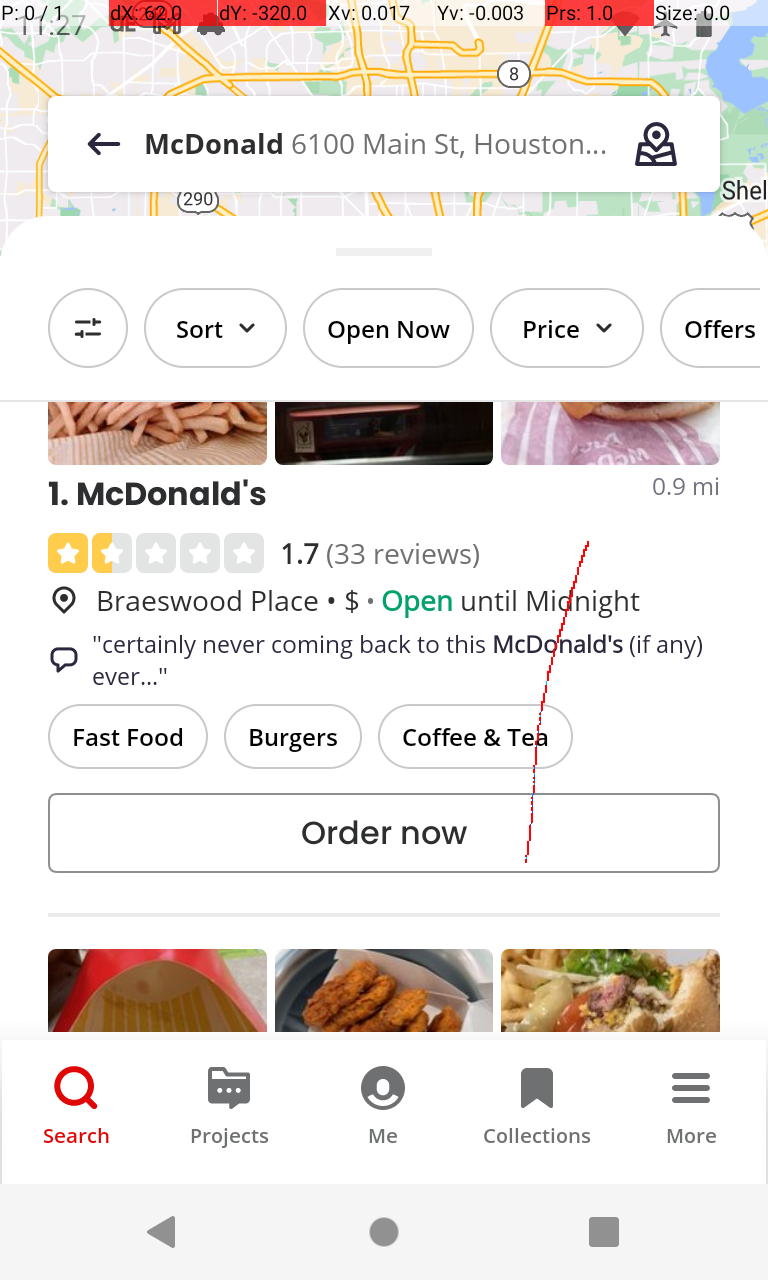 P: 0 / 1 dX: 62.0 dY: -320.0 Xv: 0.017 Yv: -0.003 Prs: 1.0 Size: 0.0
11:27
8
McDonald 6100 Main St, Houston...
290
Shel
Sort Open Now Price Offers
1. McDonald's 0.9 mi
1.7 (33 reviews)
Braeswood Place • $ • Open until Midnight
"certainly never coming back to this McDonald's (if any)
ever..."
Fast Food Burgers Coffee & Tea
Order now
Search Projects Me Collections More